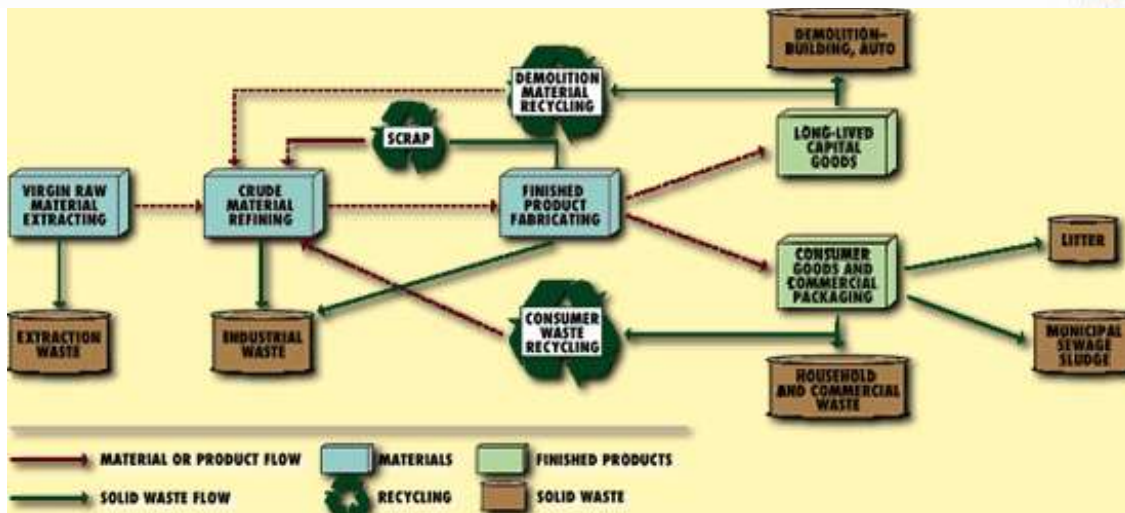 DEMOLITION–
BUILDING, AUTO
DEMOLITION
MATERIAL
RECYCLING
SCRAP
LONG-LIVED
CAPITAL
GOODS
VIRGIN RAW
MATERIAL
EXTRACTING
CRUDE
MATERIAL
REFINING
FINISHED
PRODUCT
FABRICATING
CONSUMER
GOODS AND
COMMERCIAL
PACKAGING
LITTER
EXTRACTION
WASTE
INDUSTRIAL
WASTE
CONSUMER
WASTE
RECYCLING
MUNICIPAL
SEWAGE
SLUDGE
HOUSEHOLD
AND COMMERCIAL
WASTE
MATERIAL OR PRODUCT FLOW
MATERIALS
FINISHED PRODUCTS
SOLID WASTE FLOW
RECYCLING
SOLID WASTE